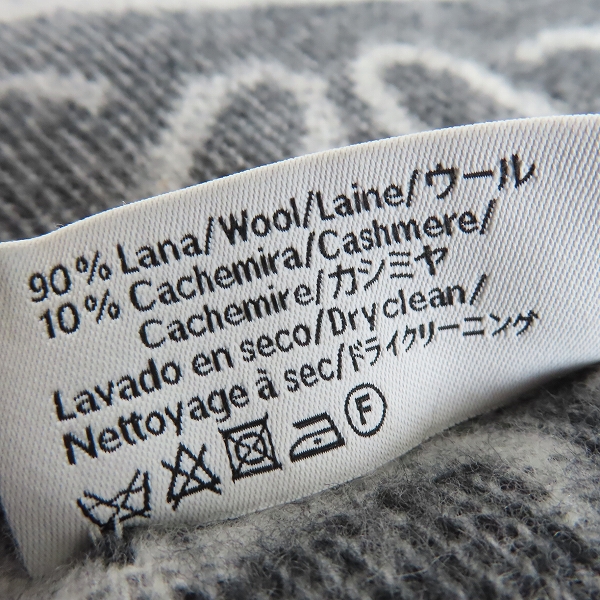 90% Lana/Wool/Laine/ウール
10% Cachemira/Cashmere/
Cachemire/カシミヤ
Lavado en seco/Dry clean/
Nettoyage à sec/ドライクリーニング
F